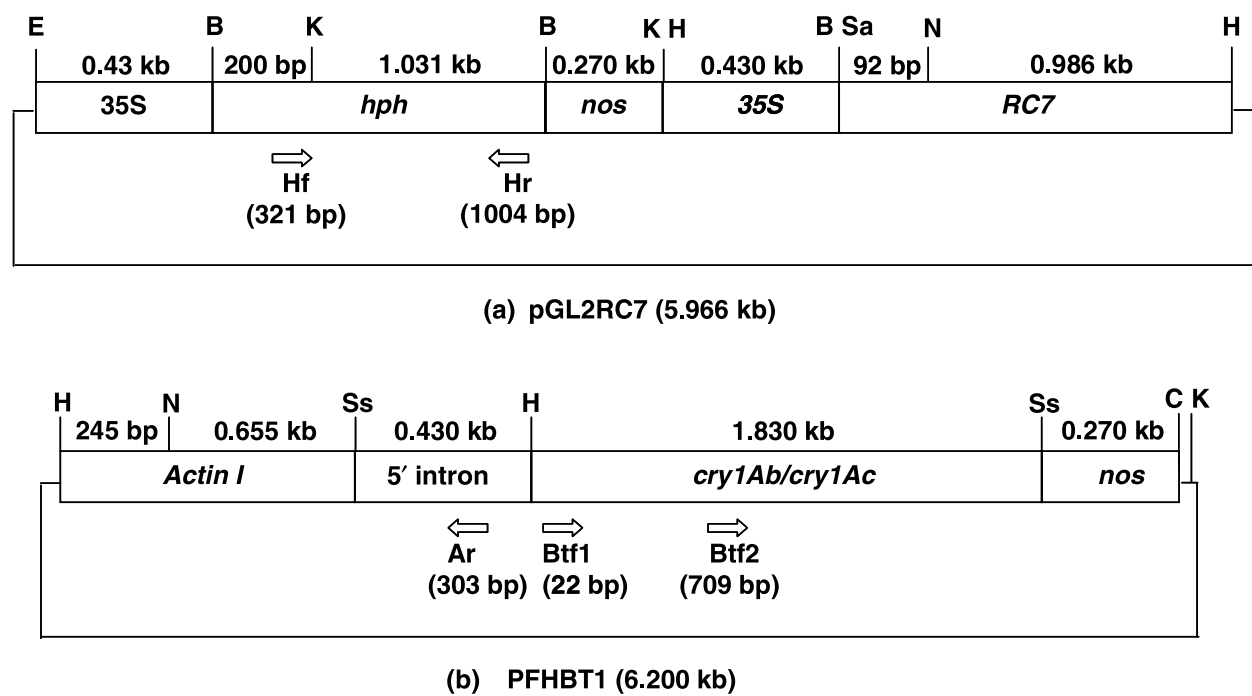 E B K B K H B Sa N H
0.43 kb 200 bp 1.031 kb 0.270 kb 0.430 kb 92 bp 0.986 kb
35S hph nos 35S RC7
Hf Hr
(321 bp) (1004 bp)
(a) pGL2RC7 (5.966 kb)
H N Ss H Ss C K
245 bp 0.655 kb 0.430 kb 1.830 kb 0.270 kb
Actin I 5′ intron cry1Ab/cry1Ac nos
Ar Btf1 Btf2
(303 bp) (22 bp) (709 bp)
(b) PFHBT1 (6.200 kb)